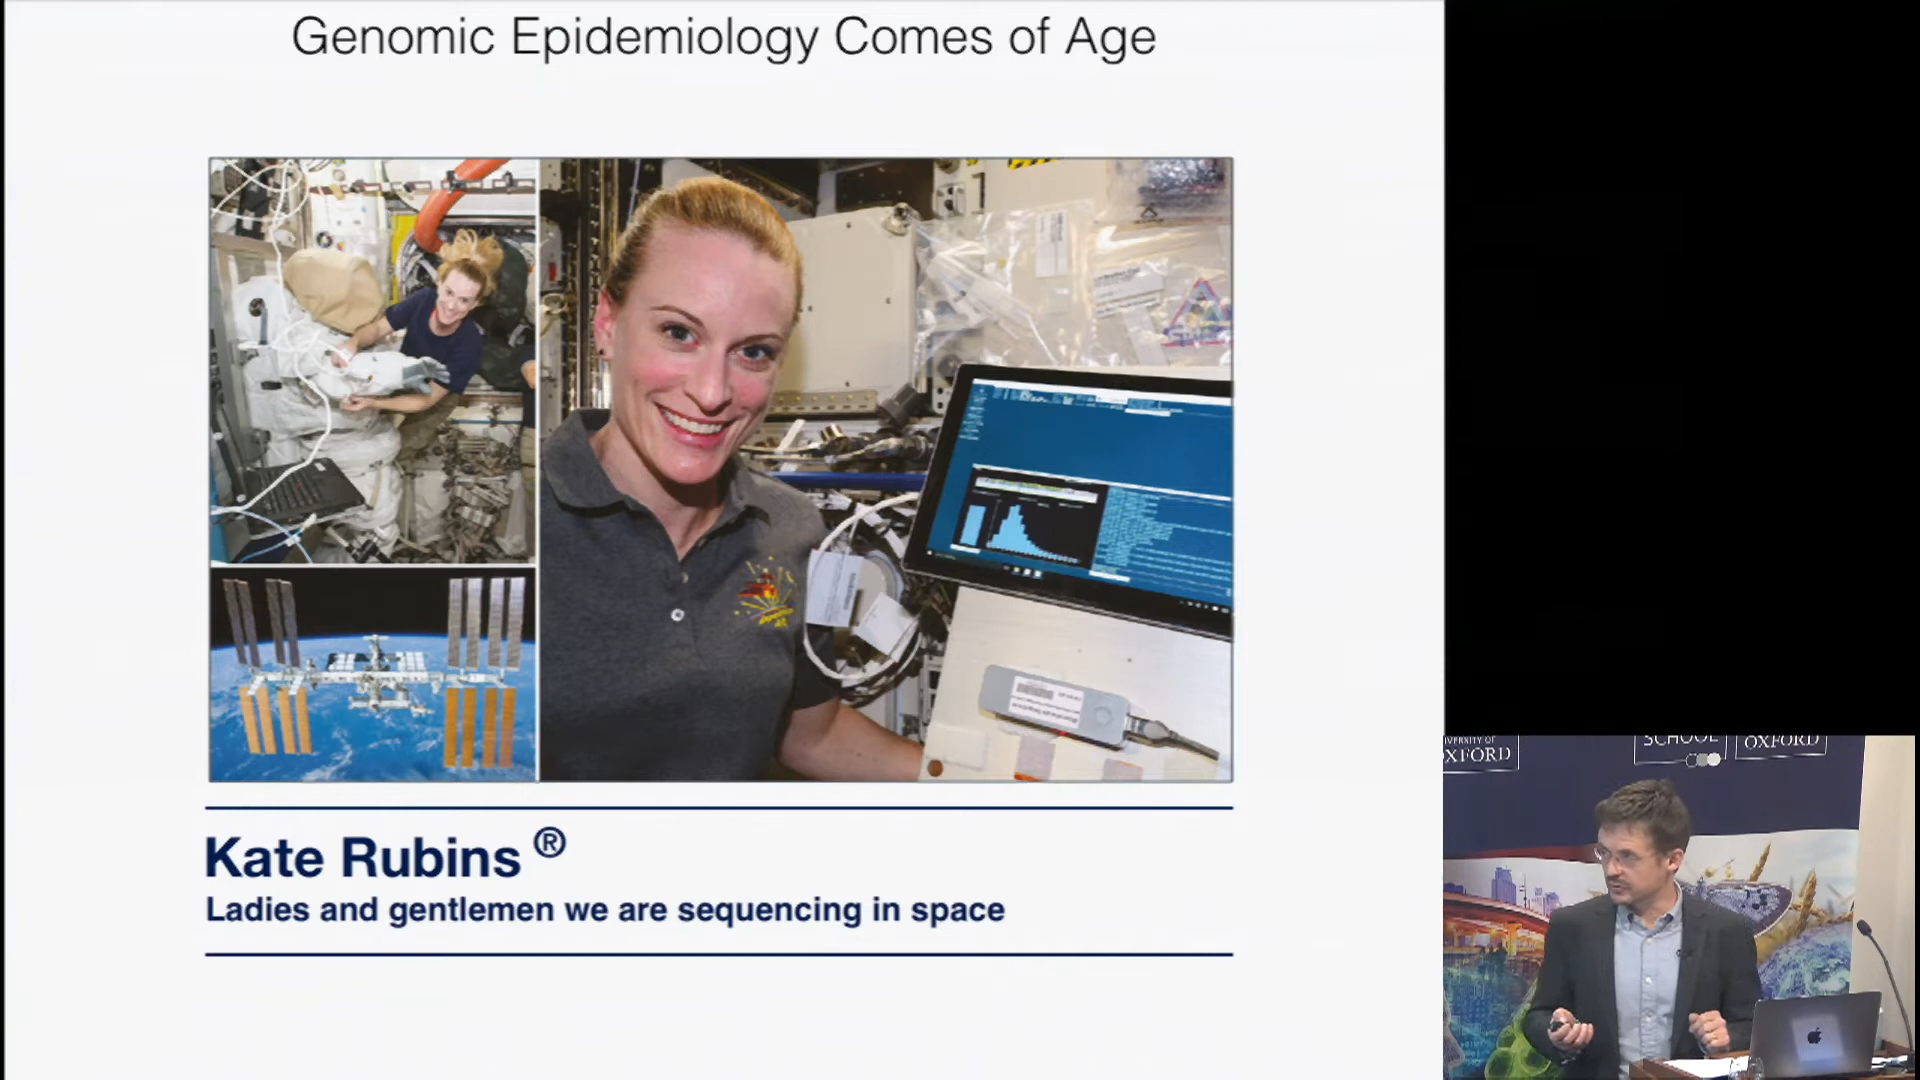 Genomic Epidemiology Comes of Age
Kate Rubins ®
Ladies and gentlemen we are sequencing in space
OXFORD
SCHOOL
OXFORD